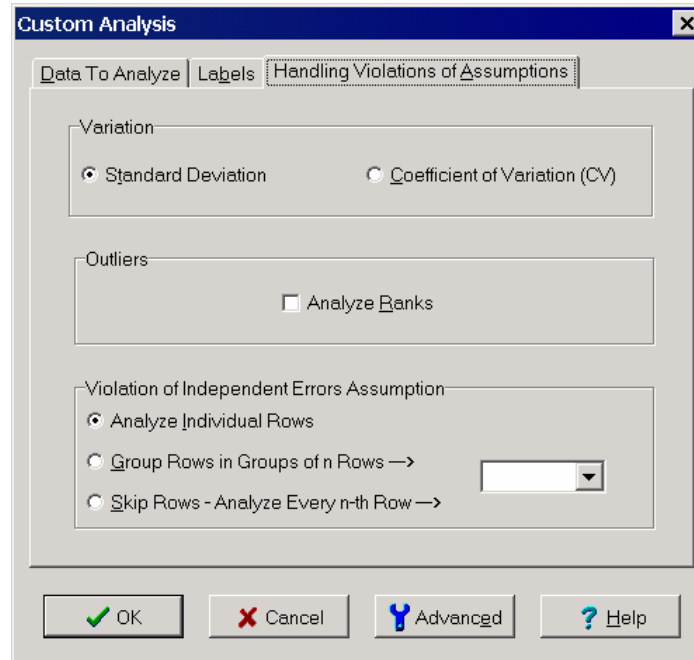 Custom Analysis
Data To Analyze
Labels
Handling Violations of Assumptions
Variation
Standard Deviation
Coefficient of Variation (CV)
Outliers
Analyze Ranks
Violation of Independent Errors Assumption
Analyze Individual Rows
Group Rows in Groups of n Rows —>
Skip Rows - Analyze Every n-th Row —>
OK
Cancel
Advanced
? Help